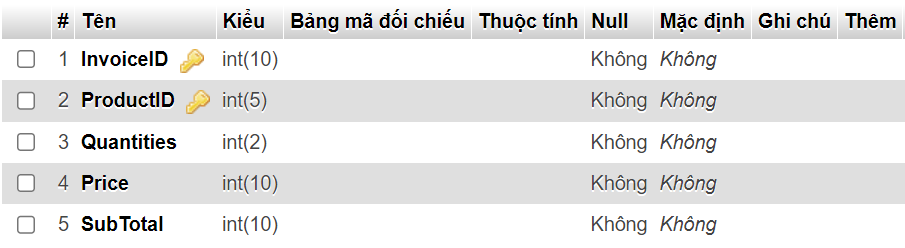 # Tên Kiểu Bảng mã đối chiếu Thuộc tính Null Mặc định Ghi chú Thêm
1 InvoiceID int(10) Không Không
2 ProductID int(5) Không Không
3 Quantities int(2) Không Không
4 Price int(10) Không Không
5 SubTotal int(10) Không Không